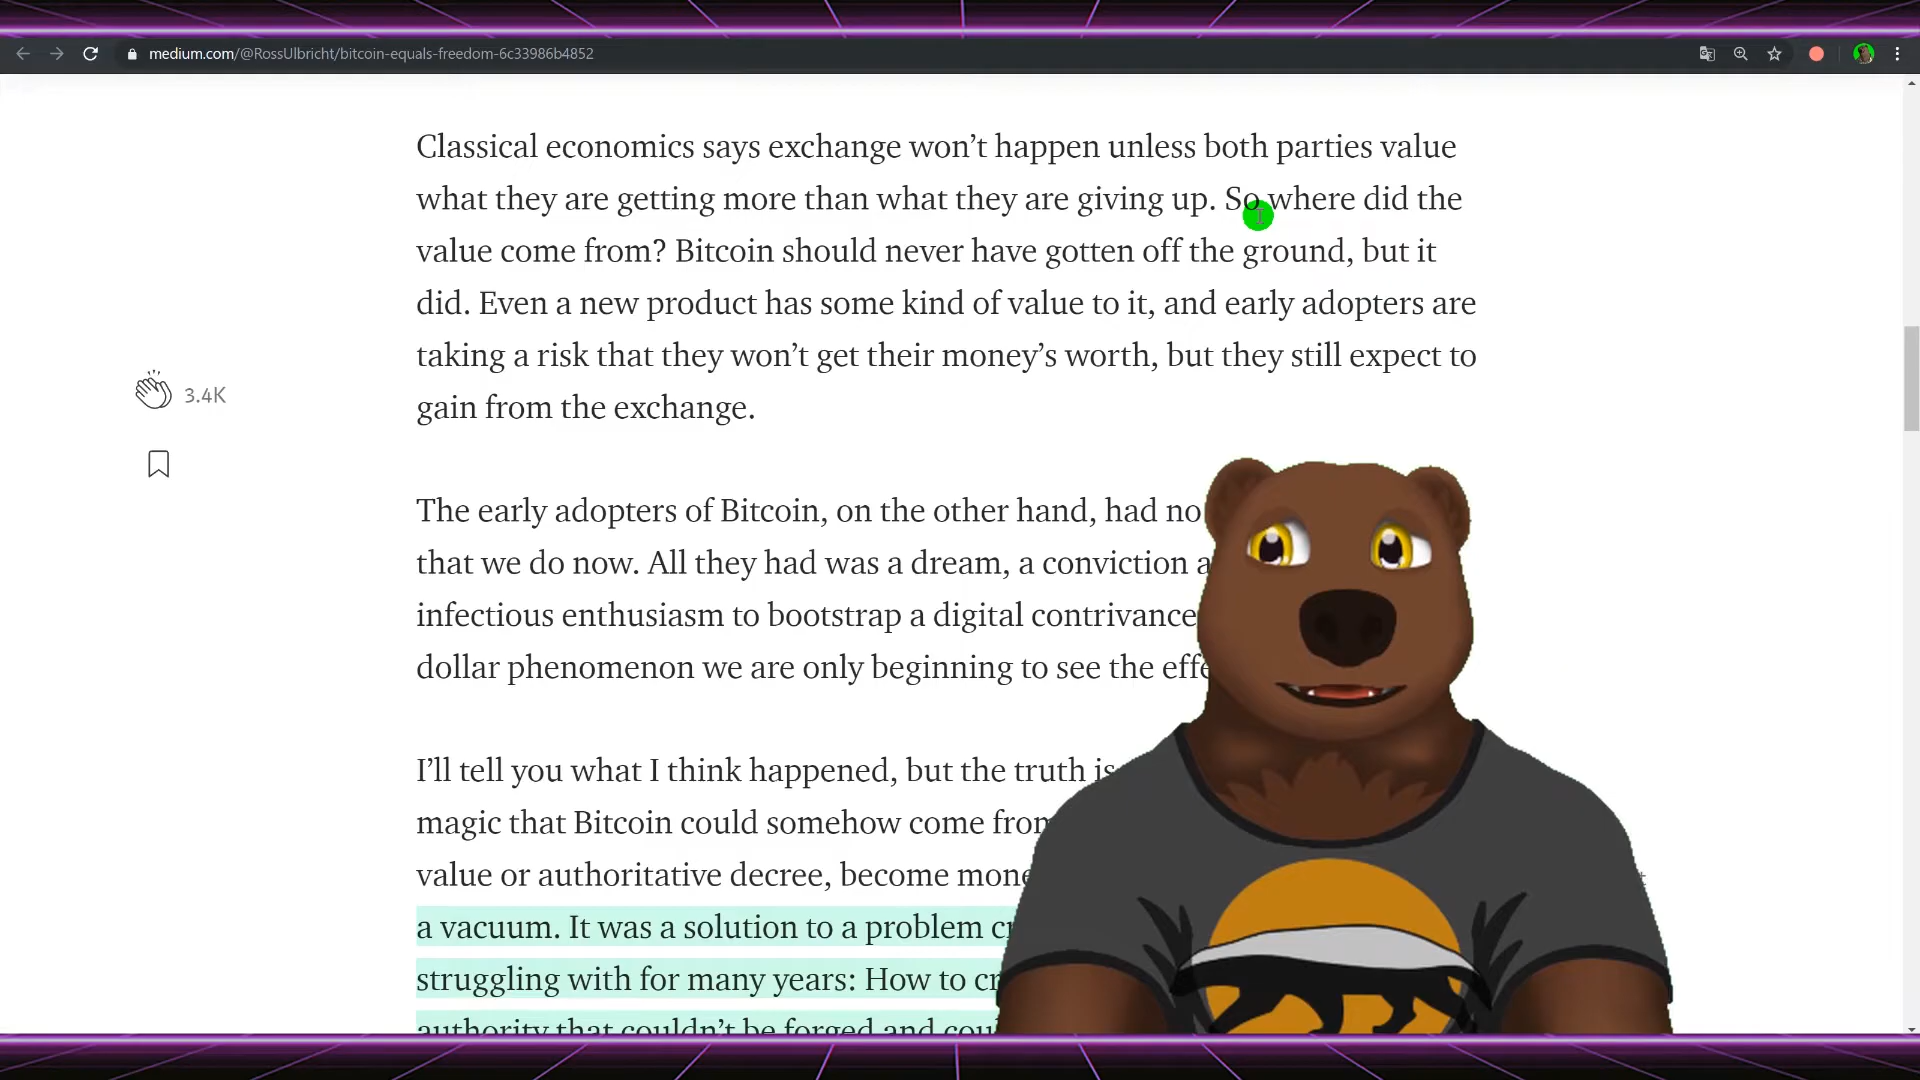 medium.com/@RossUlbricht/bitcoin-equals-freedom-6c33986b4852
Classical economics says exchange won’t happen unless both parties value
what they are getting more than what they are giving up. So where did the
value come from? Bitcoin should never have gotten off the ground, but it
did. Even a new product has some kind of value to it, and early adopters are
taking a risk that they won’t get their money’s worth, but they still expect to
gain from the exchange.
3.4K
The early adopters of Bitcoin, on the other hand, had no
that we do now. All they had was a dream, a conviction
infectious enthusiasm to bootstrap a digital contrivance
dollar phenomenon we are only beginning to see the
I’ll tell you what I think happened, but the truth is
magic that Bitcoin could somehow come
value or authoritative decree, become
a vacuum. It was a solution to a problem
struggling with for many years: How to
authority that couldn’t be forged and